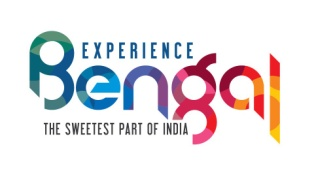 EXPERIENCE
Bengal
THE SWEETEST PART OF INDIA